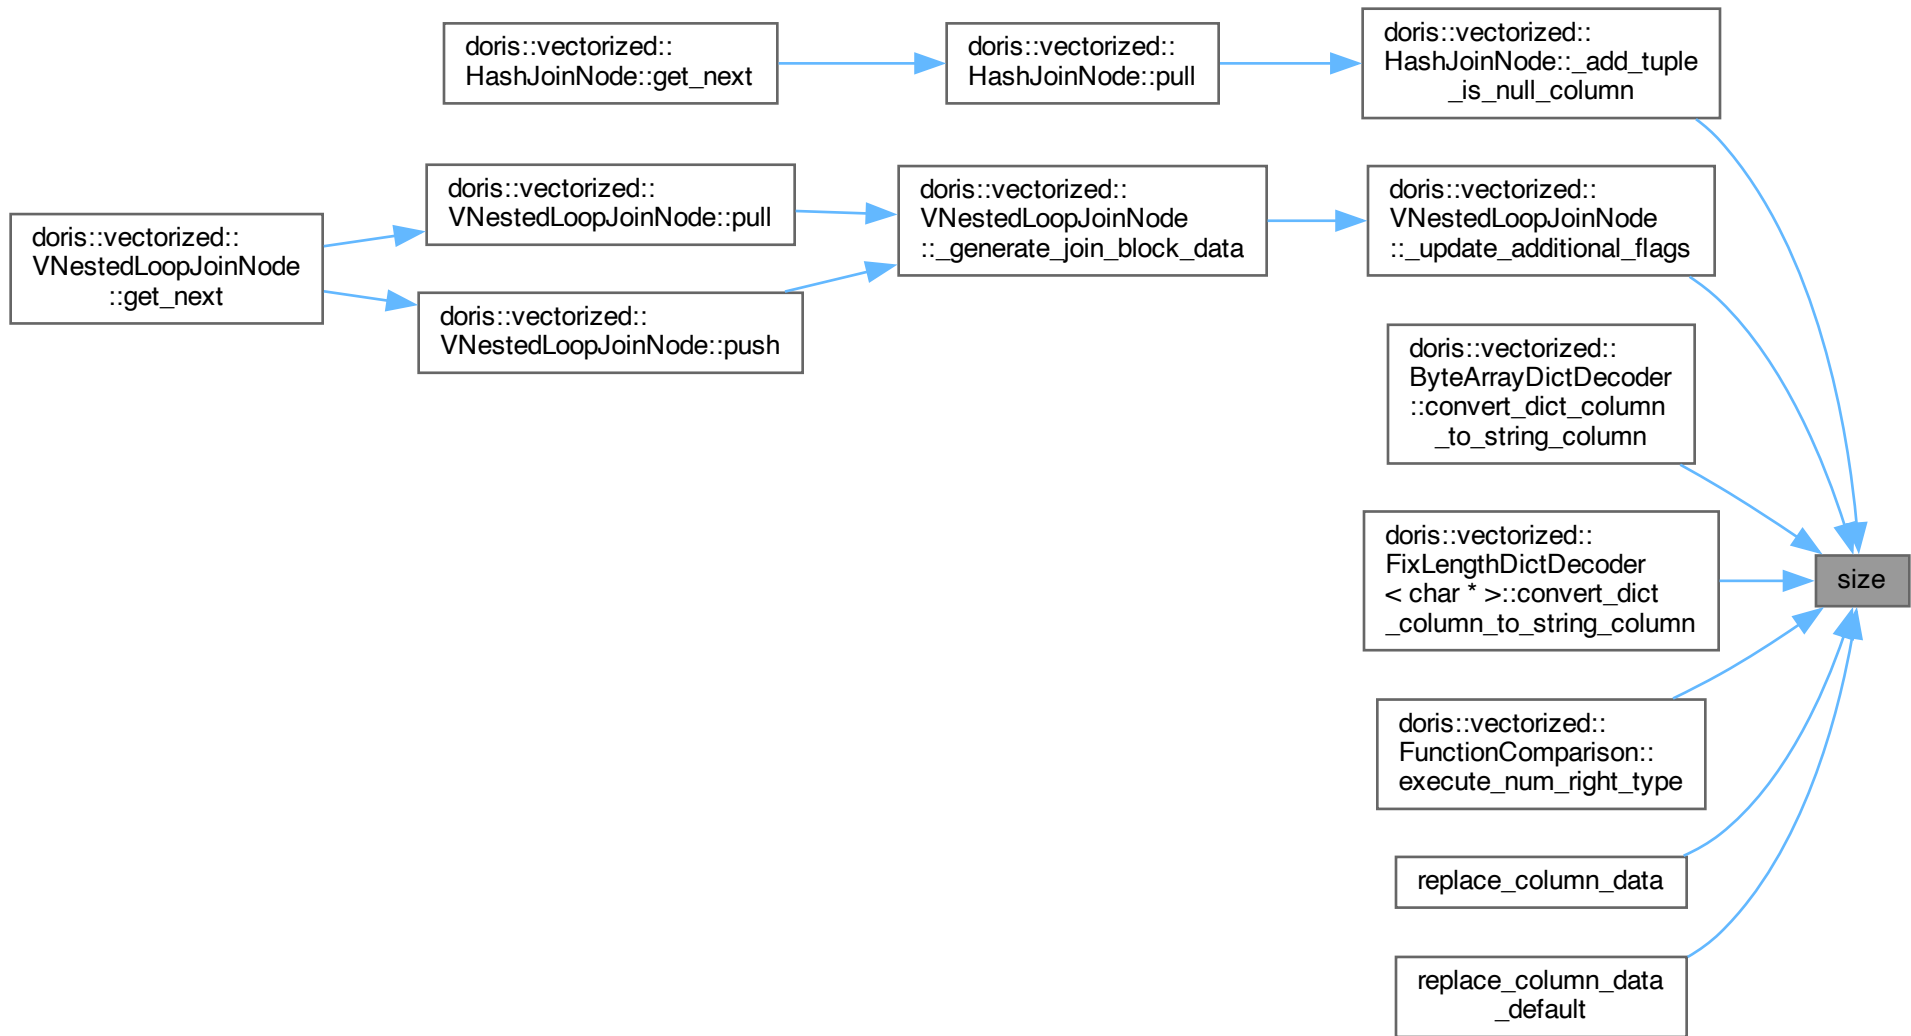 doris::vectorized::
HashJoinNode::get_next
doris::vectorized::
HashJoinNode::pull
doris::vectorized::
HashJoinNode::_add_tuple
_is_null_column
doris::vectorized::
VNestedLoopJoinNode
::get_next
doris::vectorized::
VNestedLoopJoinNode::pull
doris::vectorized::
VNestedLoopJoinNode::push
doris::vectorized::
VNestedLoopJoinNode
::_generate_join_block_data
doris::vectorized::
VNestedLoopJoinNode
::_update_additional_flags
doris::vectorized::
ByteArrayDictDecoder
::convert_dict_column
_to_string_column
doris::vectorized::
FixLengthDictDecoder
< char * >::convert_dict
_column_to_string_column
size
doris::vectorized::
FunctionComparison::
execute_num_right_type
replace_column_data
replace_column_data
_default